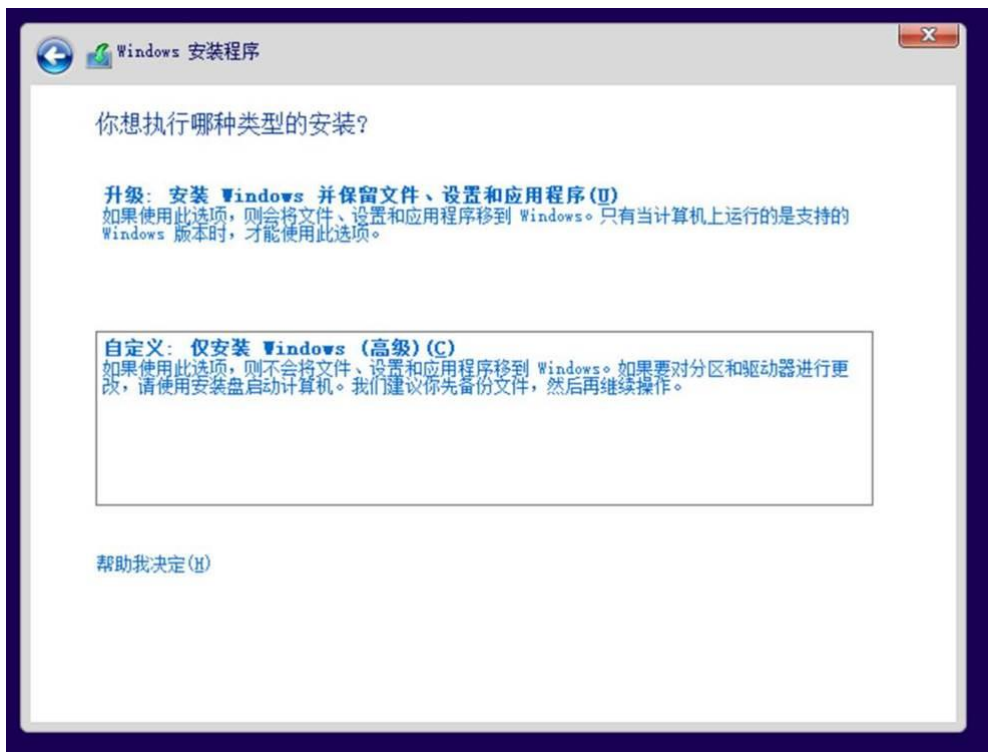 Windows 安装程序
你想执行哪种类型的安装?
升级: 安装 Windows 并保留文件、设置和应用程序(U)
如果使用此选项，则会将文件、设置和应用程序移到 Windows。只有当计算机上运行的是支持的
Windows 版本时，才能使用此选项。
自定义: 仅安装 Windows (高级)(C)
如果使用此选项，则不会将文件、设置和应用程序移到 Windows。如果要对分区和驱动器进行更
改，请使用安装盘启动计算机。我们建议你先备份文件，然后再继续操作。
帮助我决定(H)